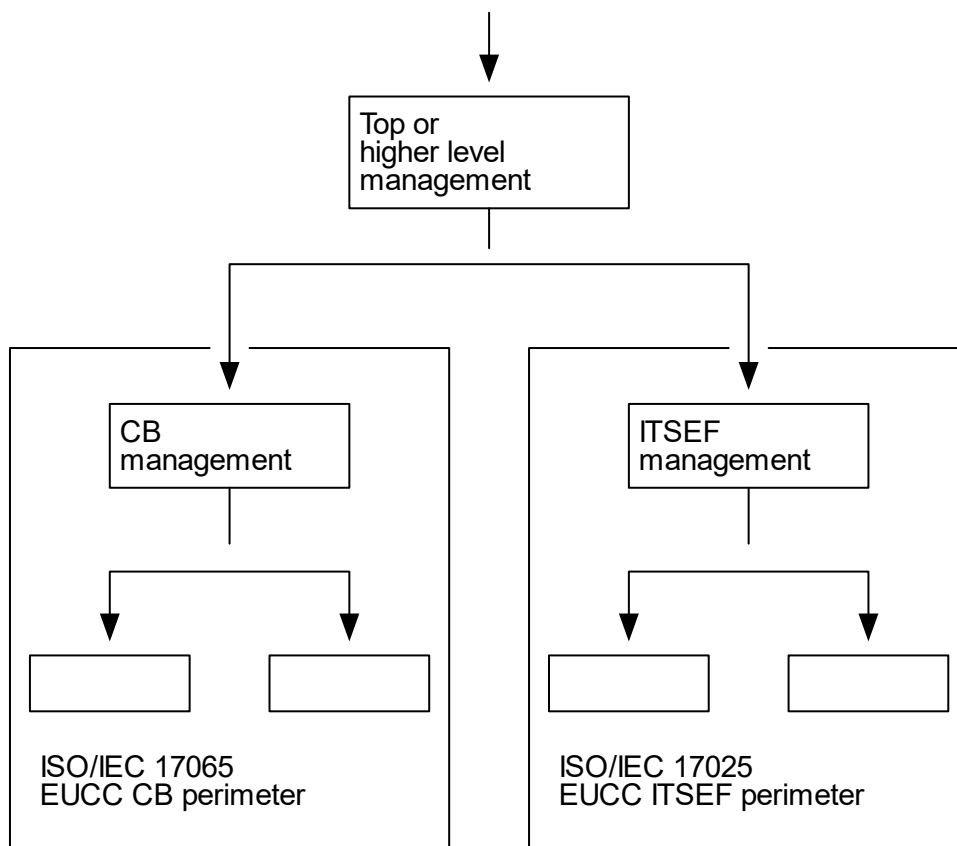 Top or
higher level
management
CB
management
ITSEF
management
ISO/IEC 17065
EUCC CB perimeter
ISO/IEC 17025
EUCC ITSEF perimeter